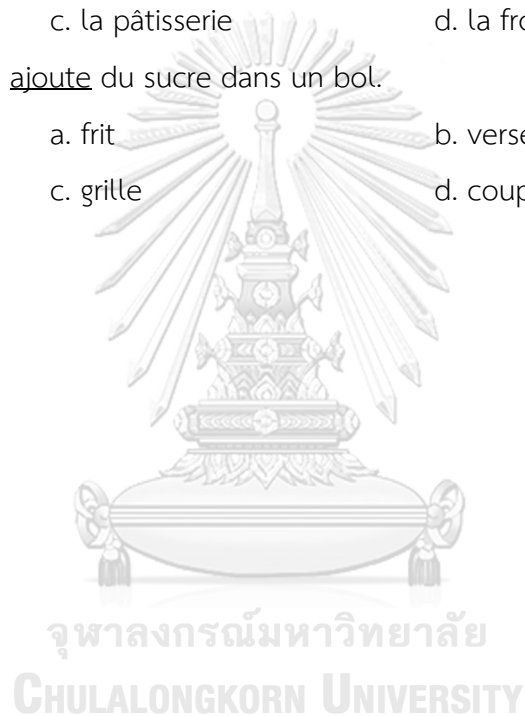 c. la pâtisserie d. la fro
ajoute du sucre dans un bol.
a. frit b. verse
c. grille d. coup
จุฬาลงกรณ์มหาวิทยาลัย
CHULALONGKORN UNIVERSITY